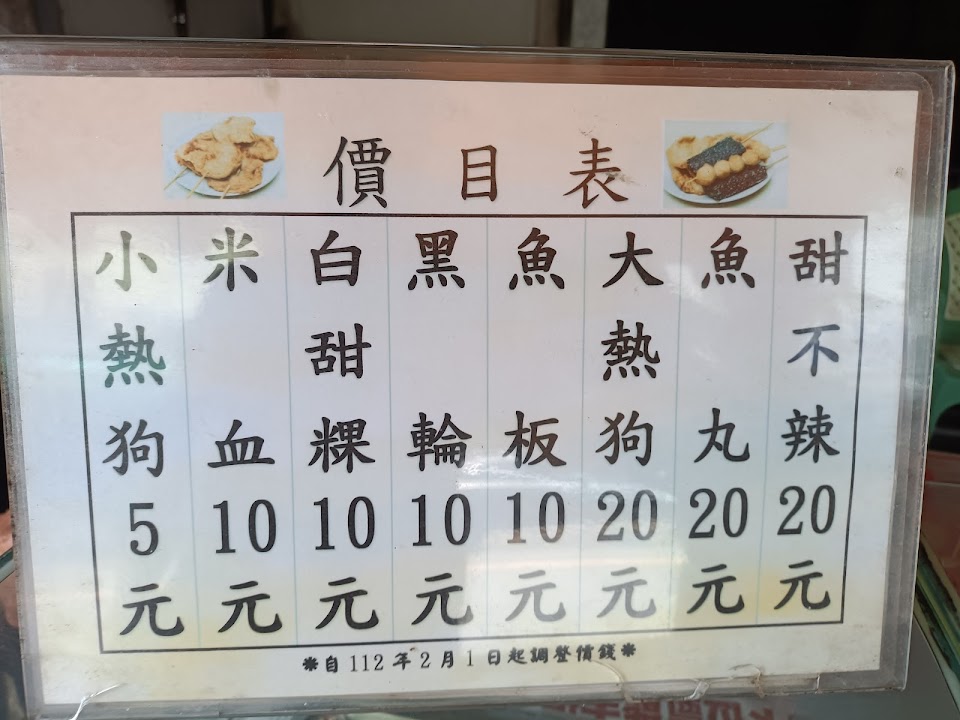 價目表
甜不辣 20元
魚丸 20元
大熱狗 20元
魚板 10元
黑輪 10元
白甜粿 10元
米血 10元
小熱狗 5元
※自112年2月1日起調整價錢※